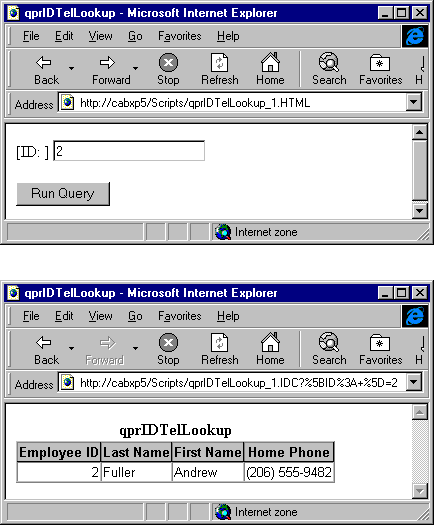 qprIDTelLookup - Microsoft Internet Explorer
File Edit View Go Favorites Help
Back Forward Stop Refresh Home Search Favorites H
Address http://cabxp5/Scripts/qprIDTelLookup_1.HTML
[ID: ] 2
Run Query
Internet zone
qprIDTelLookup - Microsoft Internet Explorer
File Edit View Go Favorites Help
Back Forward Stop Refresh Home Search Favorites H
Address http://cabxp5/Scripts/qprIDTelLookup_1.IDC?%5BID%3A+%5D=2
qprIDTelLookup
Employee ID Last Name First Name Home Phone
2 Fuller Andrew (206) 555-9482
Internet zone